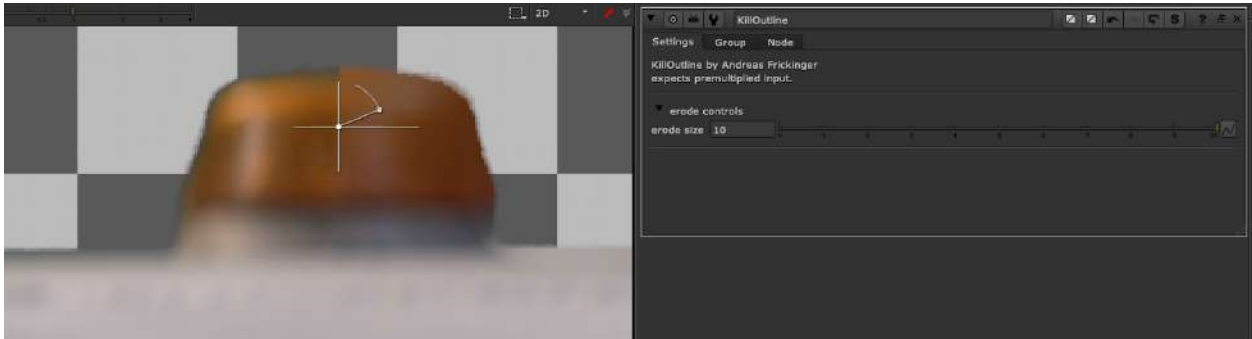 2D
KillOutline
S ?
Settings Group Node
KillOutline by Andreas Frickinger
expects premultiplied input.
erode controls
erode size 10